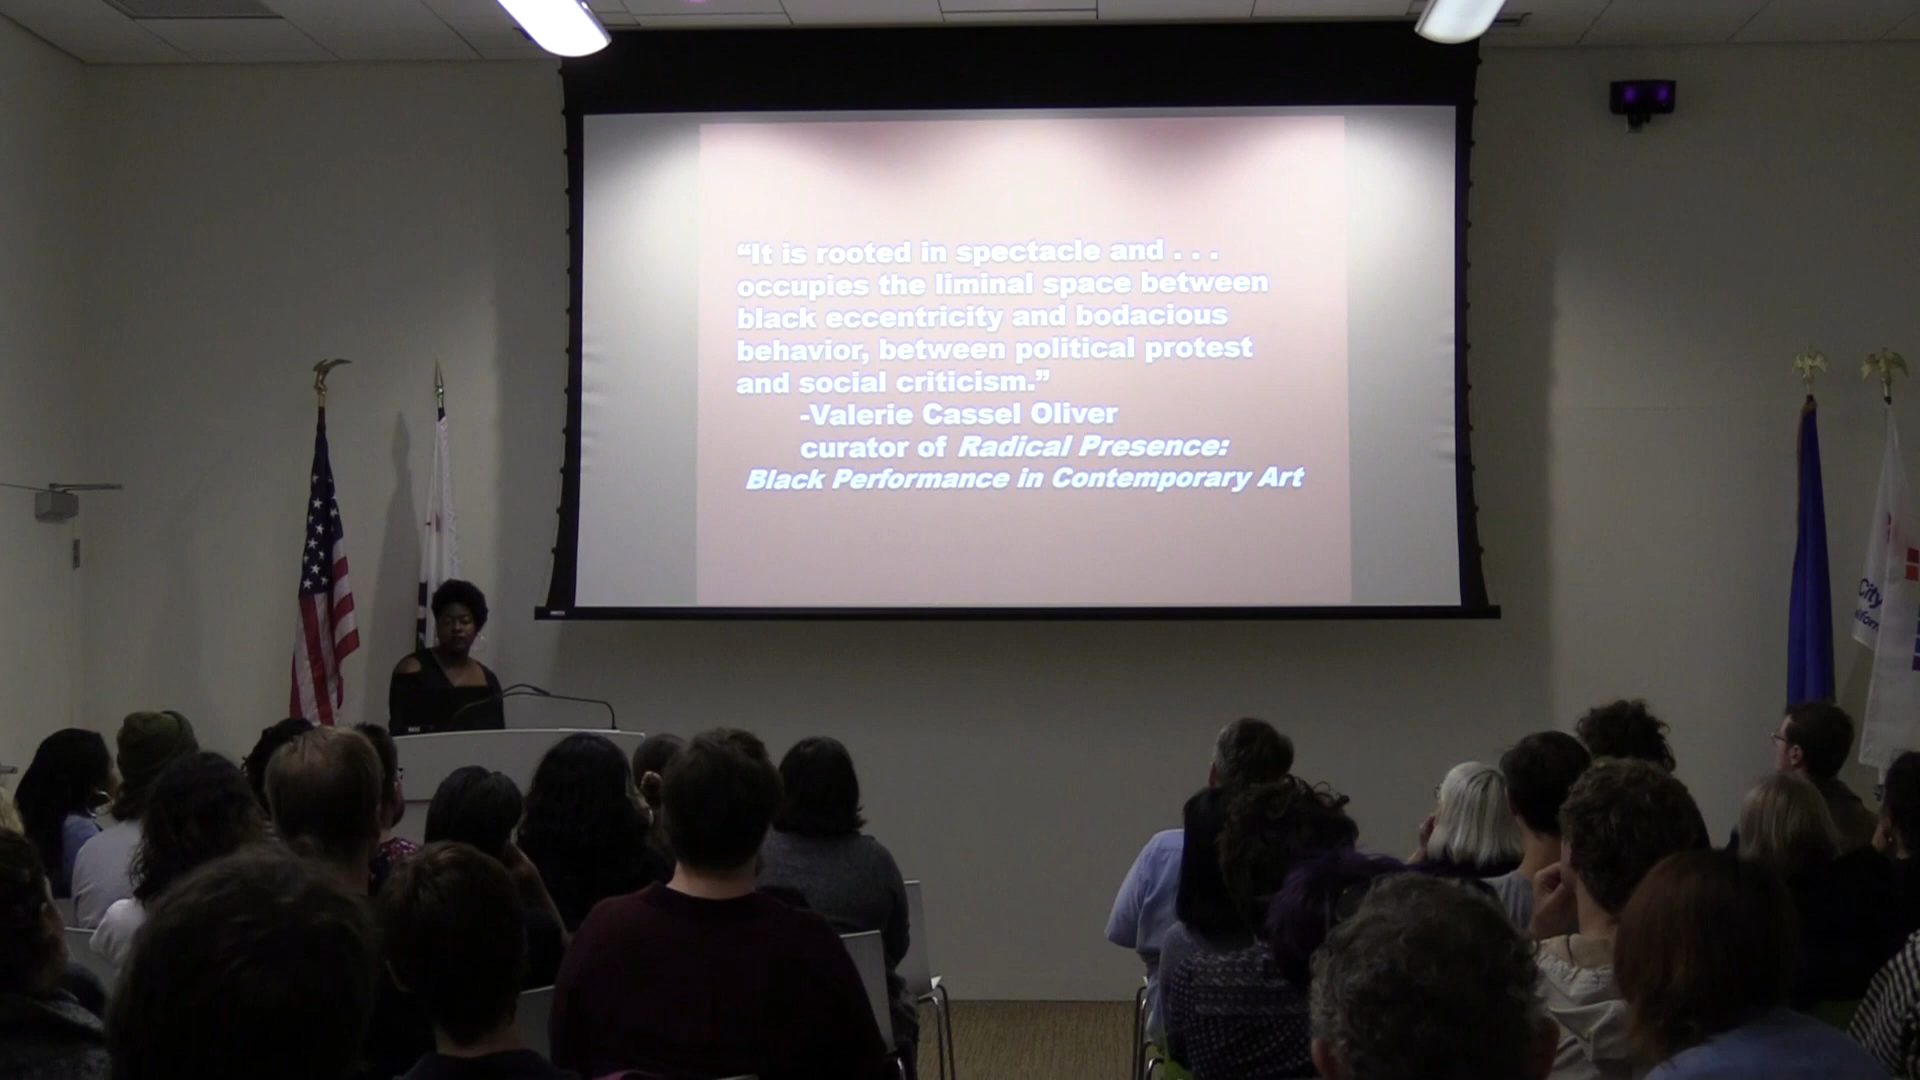 “It is rooted in spectacle and . . .
occupies the liminal space between
black eccentricity and bodacious
behavior, between political protest
and social criticism.”
-Valerie Cassel Oliver
curator of Radical Presence:
Black Performance in Contemporary Art
City